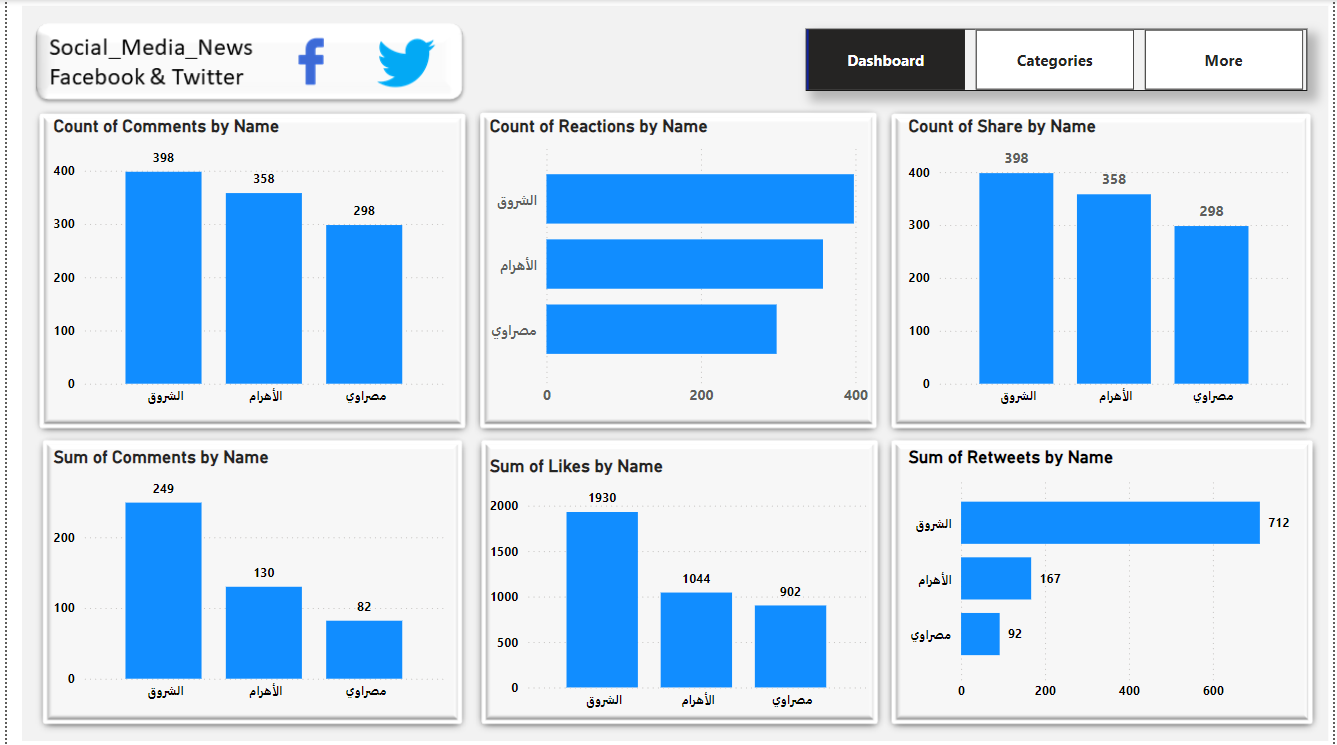 Social_Media_News
Facebook & Twitter
Dashboard
Categories
More
Count of Comments by Name
398
358
298
400
300
200
100
0
الشروق
الأهرام
مصراوي
Count of Reactions by Name
الشروق
الأهرام
مصراوي
0
200
400
Count of Share by Name
398
358
298
400
300
200
100
0
الشروق
الأهرام
مصراوي
Sum of Comments by Name
249
130
82
200
100
0
الشروق
الأهرام
مصراوي
Sum of Likes by Name
1930
1044
902
2000
1500
1000
500
0
الشروق
الأهرام
مصراوي
Sum of Retweets by Name
الشروق
712
الأهرام
167
مصراوي
92
0
200
400
600